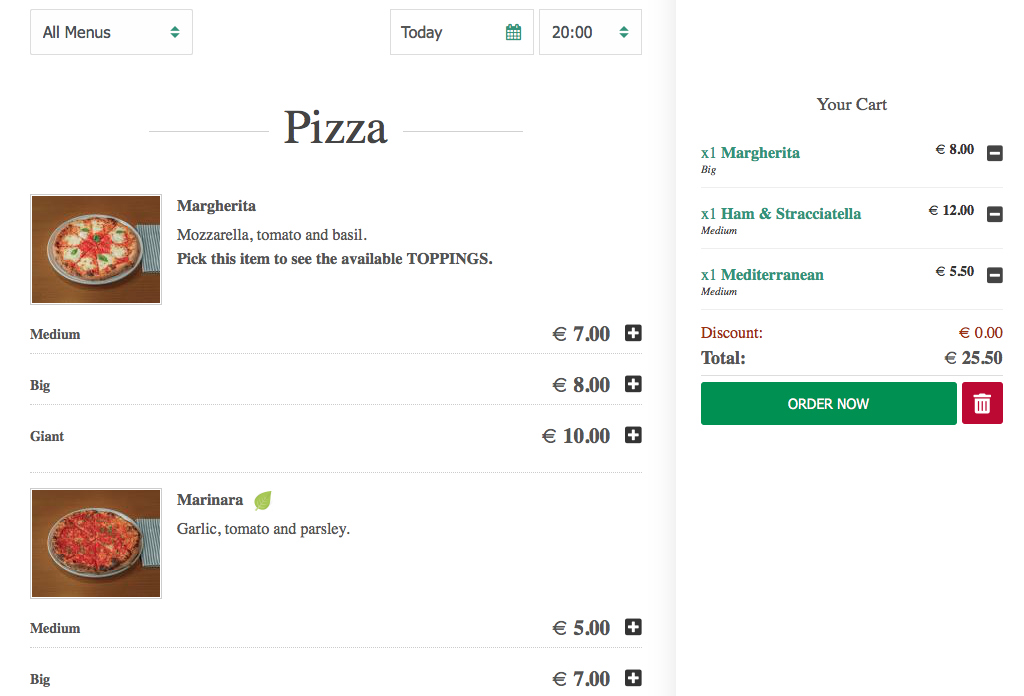 All Menus
Today
20:00
Pizza
Margherita
Mozzarella, tomato and basil.
Pick this item to see the available TOPPINGS.
Medium € 7.00
Big € 8.00
Giant € 10.00
Marinara
Garlic, tomato and parsley.
Medium € 5.00
Big € 7.00
Your Cart
x1 Margherita € 8.00
Big
x1 Ham & Stracciatella € 12.00
Medium
x1 Mediterranean € 5.50
Medium
Discount: € 0.00
Total: € 25.50
ORDER NOW